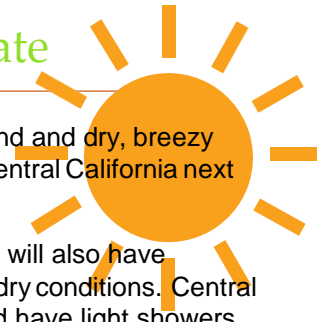 ate
nd and dry, breezy
entral California next
will also have
dry conditions. Central
d have light showers